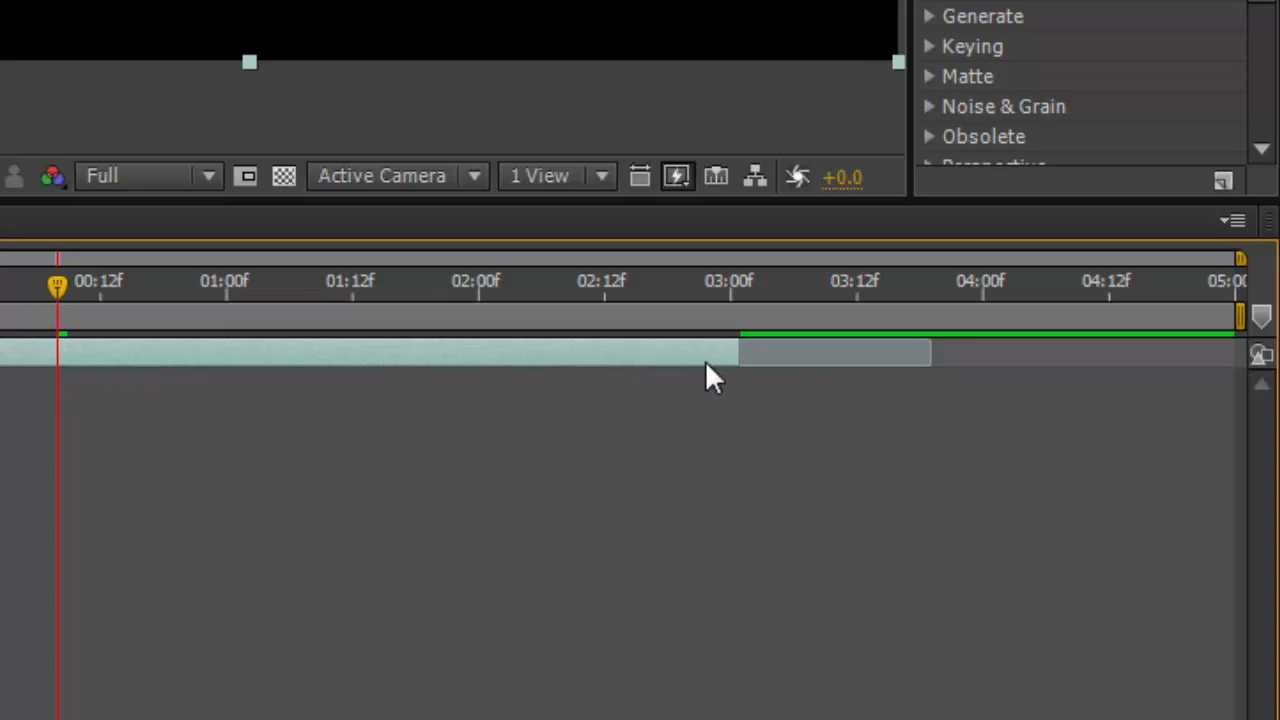 Generate
Keying
Matte
Noise & Grain
Obsolete
Perspective
Full Active Camera 1 View +0.0
00:12f 01:00f 01:12f 02:00f 02:12f 03:00f 03:12f 04:00f 04:12f 05:00